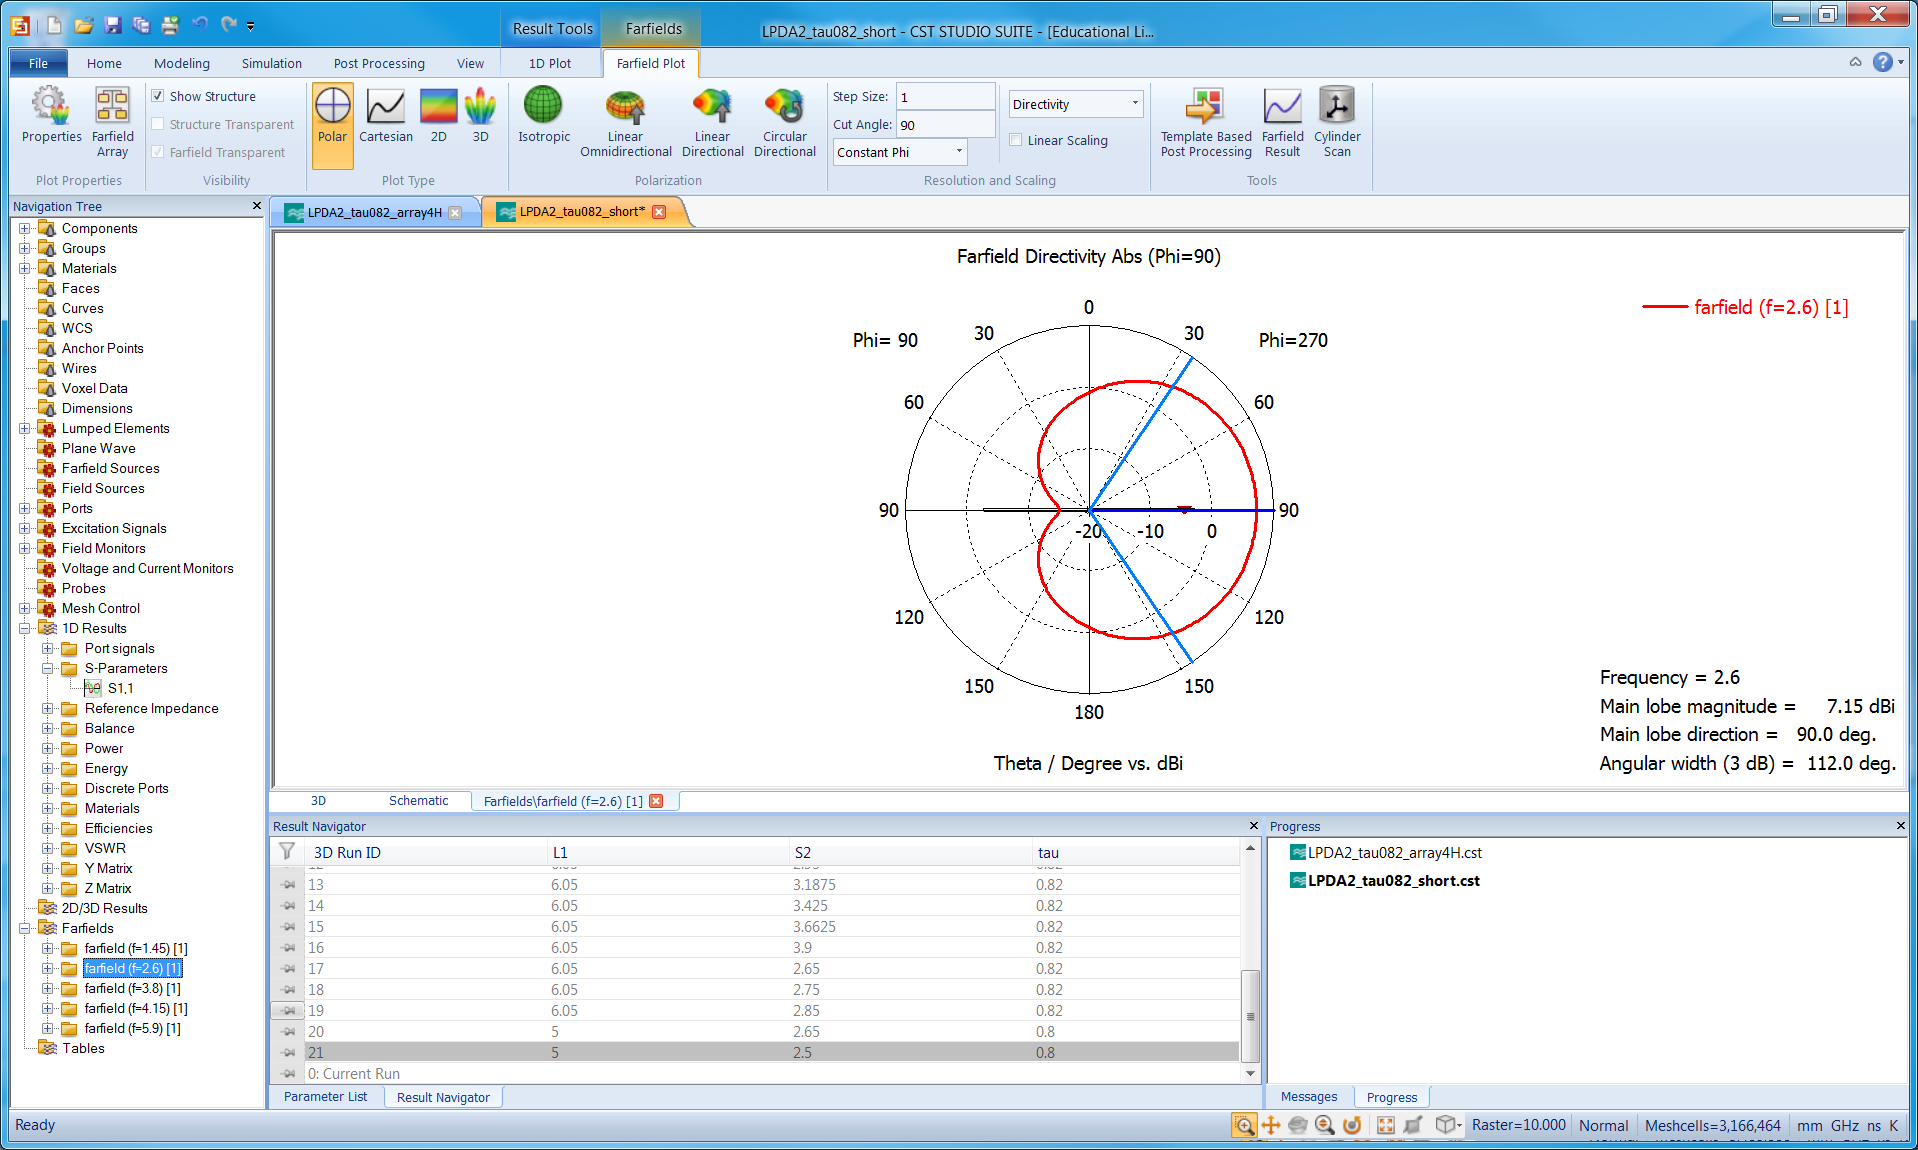 Result Tools
Farfields
LPDA2_tau082_short - CST STUDIO SUITE - [Educational Li...
File
Home
Modeling
Simulation
Post Processing
View
1D Plot
Farfield Plot
Properties
Farfield
Array
Plot Properties
Show Structure
Structure Transparent
Farfield Transparent
Visibility
Polar
Cartesian
2D
3D
Plot Type
Isotropic
Linear
Omnidirectional
Linear
Directional
Circular
Directional
Polarization
Step Size: 1
Cut Angle: 90
Constant Phi
Directivity
Linear Scaling
Resolution and Scaling
Template Based
Post Processing
Farfield
Result
Cylinder
Scan
Tools
Navigation Tree
Components
Groups
Materials
Faces
Curves
WCS
Anchor Points
Wires
Voxel Data
Dimensions
Lumped Elements
Plane Wave
Farfield Sources
Field Sources
Ports
Excitation Signals
Field Monitors
Voltage and Current Monitors
Probes
Mesh Control
1D Results
Port signals
S-Parameters
S1,1
Reference Impedance
Balance
Power
Energy
Discrete Ports
Materials
Efficiencies
VSWR
Y Matrix
Z Matrix
2D/3D Results
Farfields
farfield (f=1.45) [1]
farfield (f=2.6) [1]
farfield (f=3.8) [1]
farfield (f=4.15) [1]
farfield (f=5.9) [1]
Tables
LPDA2_tau082_array4H
LPDA2_tau082_short*
Farfield Directivity Abs (Phi=90)
farfield (f=2.6) [1]
0
30
30
Phi= 90
Phi=270
60
60
90
90
-20
-10
0
120
120
150
150
180
Theta / Degree vs. dBi
Frequency = 2.6
Main lobe magnitude = 7.15 dBi
Main lobe direction = 90.0 deg.
Angular width (3 dB) = 112.0 deg.
3D
Schematic
Farfields\farfield (f=2.6) [1]
Result Navigator
3D Run ID L1 S2 tau
13 6.05 3.1875 0.82
14 6.05 3.425 0.82
15 6.05 3.6625 0.82
16 6.05 3.9 0.82
17 6.05 2.65 0.82
18 6.05 2.75 0.82
19 6.05 2.85 0.82
20 5 2.65 0.8
21 5 2.5 0.8
0: Current Run
Parameter List
Result Navigator
Progress
LPDA2_tau082_array4H.cst
LPDA2_tau082_short.cst
Messages
Progress
Ready
Raster=10.000
Normal
Meshcells=3,166,464
mm GHz ns K